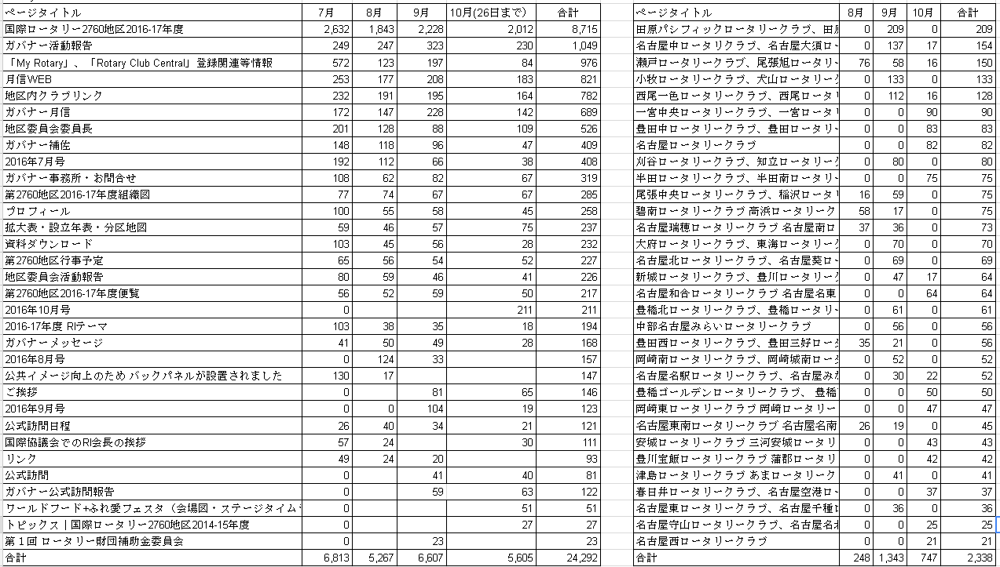 ページタイトル 7月 8月 9月 10月(26日まで) 合計
国際ロータリー2760地区2016-17年度 2,632 1,843 2,228 2,012 8,715
ガバナー活動報告 249 247 323 230 1,049
「My Rotary」、「Rotary Club Central」登録関連等情報 572 123 197 84 976
月信WEB 253 177 208 183 821
地区内クラブリンク 232 191 195 164 782
ガバナー月信 172 147 228 142 689
地区委員会委員長 201 128 88 109 526
ガバナー補佐 148 118 96 47 409
2016年7月号 192 112 66 38 408
ガバナー事務所・お問合せ 108 62 82 67 319
第2760地区2016-17年度組織図 77 74 67 67 285
プロフィール 100 55 58 45 258
拡大表・設立年表・分区地図 59 46 57 75 237
資料ダウンロード 103 45 56 28 232
第2760地区行事予定 65 56 54 52 227
地区委員会活動報告 80 59 46 41 226
第2760地区2016-17年度便覧 56 52 59 50 217
2016年10月号 0 211 211
2016-17年度 RIテーマ 103 38 35 18 194
ガバナーメッセージ 41 50 49 28 168
2016年8月号 0 124 33 157
公共イメージ向上のため バックパネルが設置されました 130 17 147
ご挨拶 0 81 65 146
2016年9月号 0 0 104 19 123
公式訪問日程 26 40 34 21 121
国際協議会でのRI会長の挨拶 57 24 30 111
リンク 49 24 20 93
公式訪問 0 41 40 81
ガバナー公式訪問報告 0 59 63 122
ワールドフード+ふれ愛フェスタ（会場図・ステージタイム 0 51 51
トピックス | 国際ロータリー2760地区2014-15年度 0 27 27
第１回 ロータリー財団補助金委員会 0 23 23
合計 6,813 5,267 6,607 5,605 24,292
ページタイトル 8月 9月 10月 合計
田原パシフィックロータリークラブ、田原 0 209 0 209
名古屋中ロータリークラブ、名古屋大須ロー 0 137 17 154
瀬戸ロータリークラブ、尾張旭ロータリー 76 58 16 150
小牧ロータリークラブ、犬山ロータリー 0 133 0 133
西尾一色ロータリークラブ、西尾ロータリ 0 112 16 128
一宮中央ロータリークラブ、一宮ロータリ 0 0 90 90
豊田中ロータリークラブ、豊田ロータリー 0 0 83 83
名古屋ロータリークラブ 0 0 82 82
刈谷ロータリークラブ、知立ロータリー 0 80 0 80
半田ロータリークラブ、半田南ロータリー 0 0 75 75
尾張中央ロータリークラブ、稲沢ロータリ 16 59 0 75
碧南ロータリークラブ 高浜ロータリーク 58 17 0 75
名古屋瑞穂ロータリークラブ 名古屋南ロ 37 36 0 73
大府ロータリークラブ、東海ロータリー 0 70 0 70
名古屋北ロータリークラブ、名古屋葵ロー 0 69 0 69
新城ロータリークラブ、豊川ロータリー 0 47 17 64
名古屋和合ロータリークラブ 名古屋名東 0 0 64 64
豊橋北ロータリークラブ、豊橋ロータリー 0 61 0 61
中部名古屋みらいロータリークラブ 0 56 0 56
豊田西ロータリークラブ、豊田三好ロー 35 21 0 56
岡崎南ロータリークラブ、岡崎城南ロー 0 52 0 52
名古屋名駅ロータリークラブ、名古屋み 0 30 22 52
豊橋ゴールデンロータリークラブ、 豊橋 0 0 50 50
岡崎東ロータリークラブ 岡崎ロータリー 0 0 47 47
名古屋東南ロータリークラブ 名古屋名南 26 19 0 45
安城ロータリークラブ 三河安城ロータリ 0 0 43 43
豊川宝飯ロータリークラブ 蒲郡ロータリ 0 0 42 42
津島ロータリークラブ あまロータリーク 0 41 0 41
春日井ロータリークラブ、名古屋空港ロー 0 0 37 37
名古屋東ロータリークラブ、名古屋千種ロ 0 36 0 36
名古屋守山ロータリークラブ、名古屋名北 0 0 25 25
名古屋西ロータリークラブ 0 0 21 21
合計 248 1,343 747 2,338